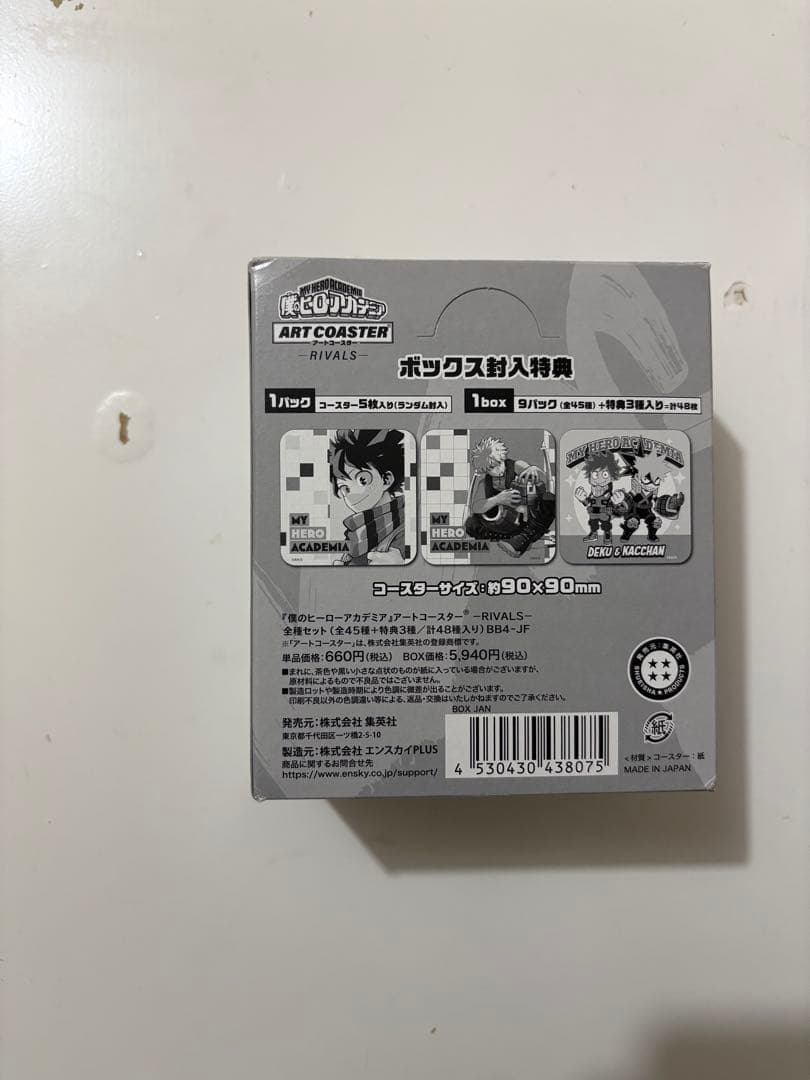 MY HERO ACADEMIA
僕のヒーローアカデミア
ART COASTER®
アートコースター
—RIVALS—
ボックス封入特典
1パック コースター5枚入り(ランダム封入)
1box 9パック(全45種)+特典3種入り=計48枚
MY
HERO
ACADEMIA
MY
HERO
ACADEMIA
MY HERO ACADEMIA
DEKU & KACCHAN
コースターサイズ:約90×90mm
『僕のヒーローアカデミア』アートコースター®—RIVALS—
全種セット(全45種+特典3種/計48種入り)BB4-JF
※「アートコースター」は、株式会社集英社の登録商標です。
単品価格:660円(税込) BOX価格:5,940円(税込)
■まれに、茶色や黒い小さな点状のものが紙に入っている場合がございますが、
原材料によるもので不良品ではございません。
■製造ロットや製造時期により色調に微差が出ることがございます。
印刷不良以外の色調違い等による、返品・交換はいたしかねますのでご了承ください。
BOX JAN
発売元:株式会社 集英社
東京都千代田区一ツ橋2-5-10
製造元:株式会社 エンスカイPLUS
商品に関するお問合せ先
https://www.ensky.co.jp/support/
4 530430 438075
発売元:集英社
SHUEISHA PRODUCTS
紙
<材質>コースター:紙
MADE IN JAPAN